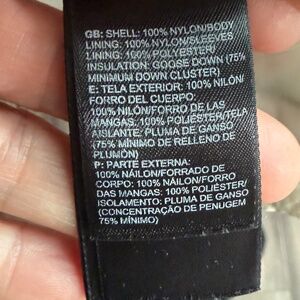 GB: SHELL: 100% NYLON/BODY
LINING: 100% NYLON/SLEEVES
LINING: 100% POLYESTER/
INSULATION: GOOSE DOWN (75%
MINIMUM DOWN CLUSTER)
E: TELA EXTERIOR: 100% NILÓN/
FORRO DEL CUERPO:
100% NILÓN/FORRO DE LAS
MANGAS: 100% POLIÉSTER/TELA
AISLANTE: PLUMA DE GANSO
(75% MÍNIMO DE RELLENO DE
PLUMÓN)
P: PARTE EXTERNA:
100% NÁILON/FORRADO DE
CORPO: 100% NÁILON/FORRO
DAS MANGAS: 100% POLIÉSTER/
ISOLAMENTO: PLUMA DE GANSO
(CONCENTRAÇÃO DE PENUGEM
75% MÍNIMO)